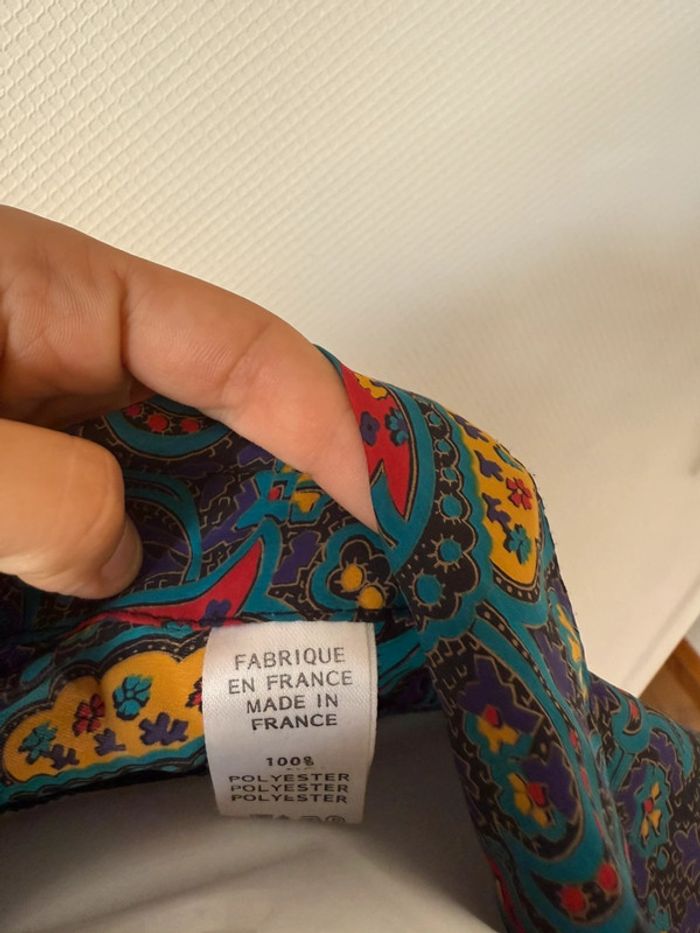 FABRIQUE
EN FRANCE
MADE IN
FRANCE
100%
POLYESTER
POLYESTER
POLYESTER